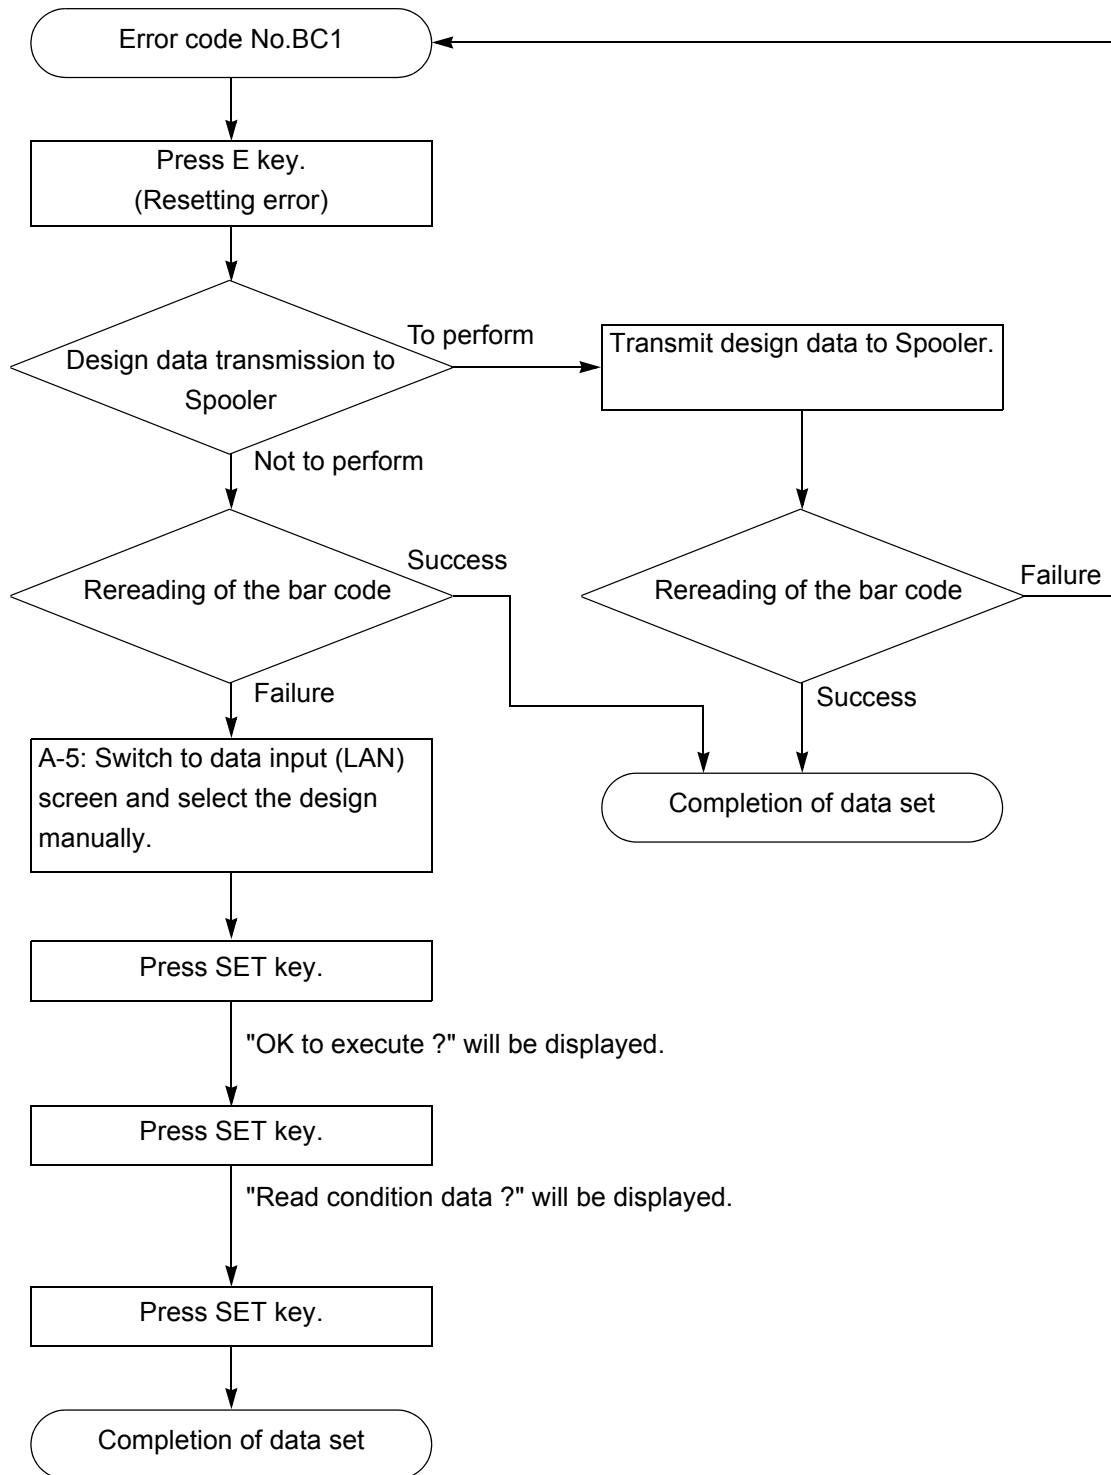 Error code No.BC1
Press E key.
(Resetting error)
Design data transmission to
Spooler
To perform
Transmit design data to Spooler.
Not to perform
Rereading of the bar code
Success
Rereading of the bar code
Failure
Failure
Success
A-5: Switch to data input (LAN)
screen and select the design
manually.
Completion of data set
Press SET key.
"OK to execute ?" will be displayed.
Press SET key.
"Read condition data ?" will be displayed.
Press SET key.
Completion of data set